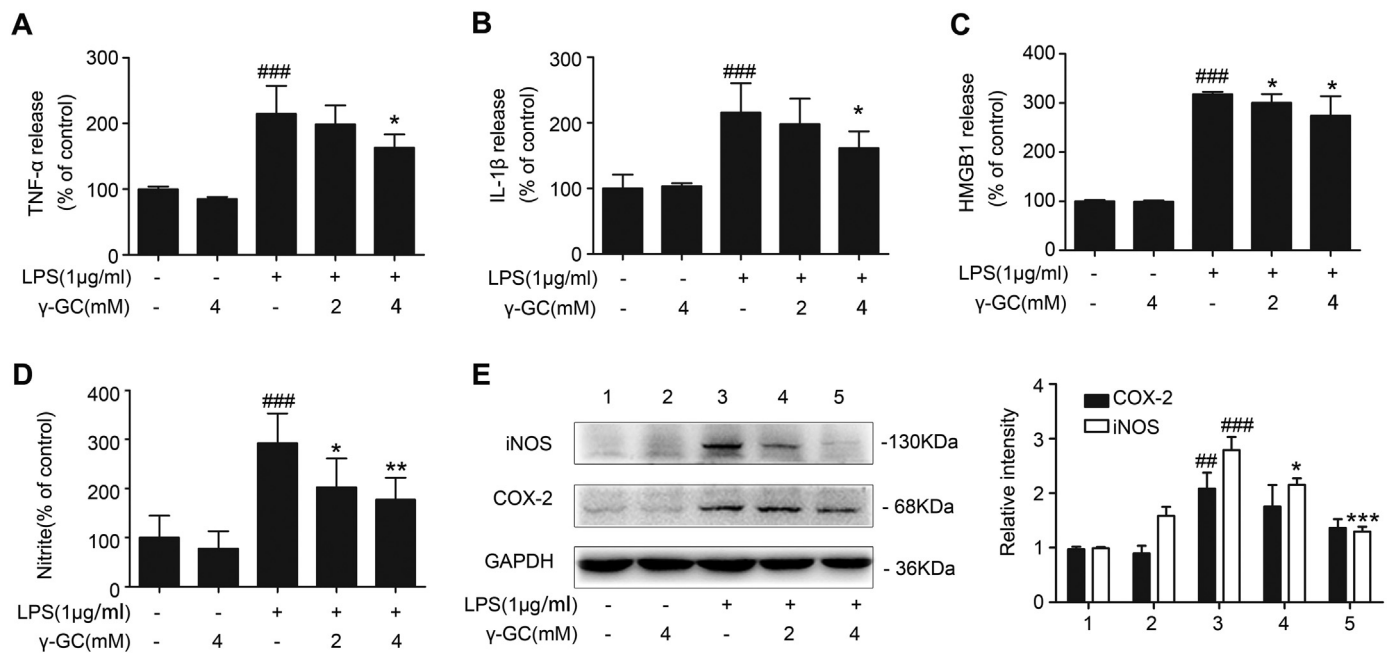 A
TNF-α release
(% of control)
300
200
100
0
###
*
LPS(1μg/ml) - - + + +
γ-GC(mM) - 4 - 2 4
B
IL-1β release
(% of control)
300
200
100
0
###
*
LPS(1μg/ml) - - + + +
γ-GC(mM) - 4 - 2 4
C
HMGB1 release
(% of control)
400
300
200
100
0
###
*
*
LPS(1μg/ml) - - + + +
γ-GC(mM) - 4 - 2 4
D
Nitrite(% of control)
400
300
200
100
0
###
*
**
LPS(1μg/ml) - - + + +
γ-GC(mM) - 4 - 2 4
E
1 2 3 4 5
iNOS -130KDa
COX-2 - 68KDa
GAPDH - 36KDa
LPS(1μg/ml) - - + + +
γ-GC(mM) - 4 - 2 4
Relative intensity
4
3
2
1
0
COX-2
iNOS
##
###
*
***
1 2 3 4 5